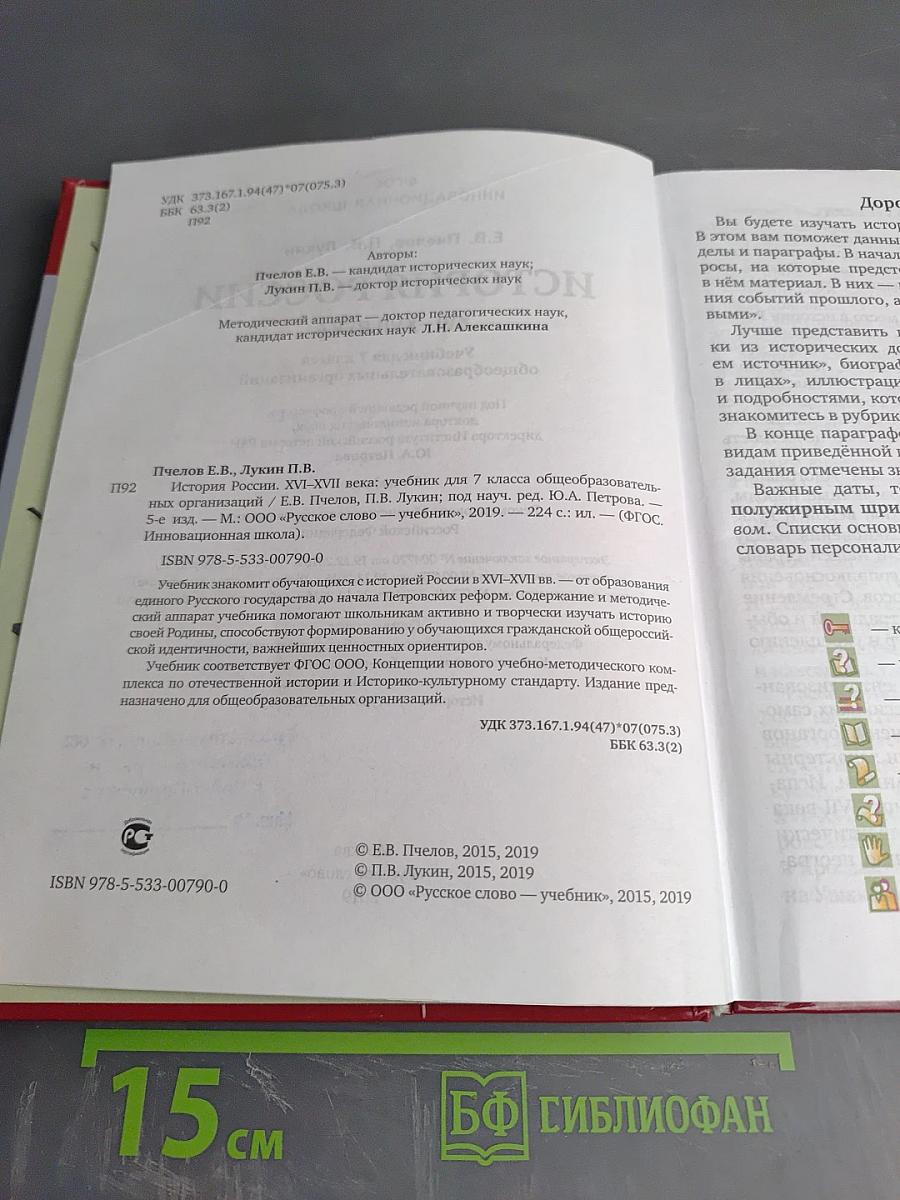 УДК 373.167.1.94(47)*07(075.3)
ББК 63.3(2)
П92
Авторы:
Пчелов Е.В. — кандидат исторических наук;
Лукин П.В. — доктор исторических наук
Методический аппарат — доктор педагогических наук,
кандидат исторических наук Л.Н. Алексашкина
Пчелов Е.В., Лукин П.В.
П92 История России. XVI–XVII века: учебник для 7 класса общеобразователь-
ных организаций / Е.В. Пчелов, П.В. Лукин; под науч. ред. Ю.А. Петрова. —
5-е изд. — М.: ООО «Русское слово — учебник», 2019. — 224 с.: ил. — (ФГОС.
Инновационная школа).
ISBN 978-5-533-00790-0
Учебник знакомит обучающихся с историей России в XVI–XVII вв. — от образования
единого Русского государства до начала Петровских реформ. Содержание и методиче-
ский аппарат учебника помогают школьникам активно и творчески изучать историю
своей Родины, способствуют формированию у обучающихся гражданской общероссий-
ской идентичности, важнейших ценностных ориентиров.
Учебник соответствует ФГОС ООО, Концепции нового учебно-методического ком-
плекса по отечественной истории и Историко-культурному стандарту. Издание пред-
назначено для общеобразовательных организаций.
УДК 373.167.1.94(47)*07(075.3)
ББК 63.3(2)
РСТ
ISBN 978-5-533-00790-0
© Е.В. Пчелов, 2015, 2019
© П.В. Лукин, 2015, 2019
© ООО «Русское слово — учебник», 2015, 2019
Доро
Вы будете изучать истор
В этом вам поможет данны
делы и параграфы. В начал
росы, на которые предст
в нём материал. В них —
ния событий прошлого, а
выми».
Лучше представить
ки из исторических до
ем источник», биограф
в лицах», иллюстраци
и подробностями, кото
знакомитесь в рубрик
В конце параграф
видам приведённой
задания отмечены зн
Важные даты, т
полужирным шри
вом. Списки основ
словарь персонали
— к
15 см
БФ БИБЛИОФАН